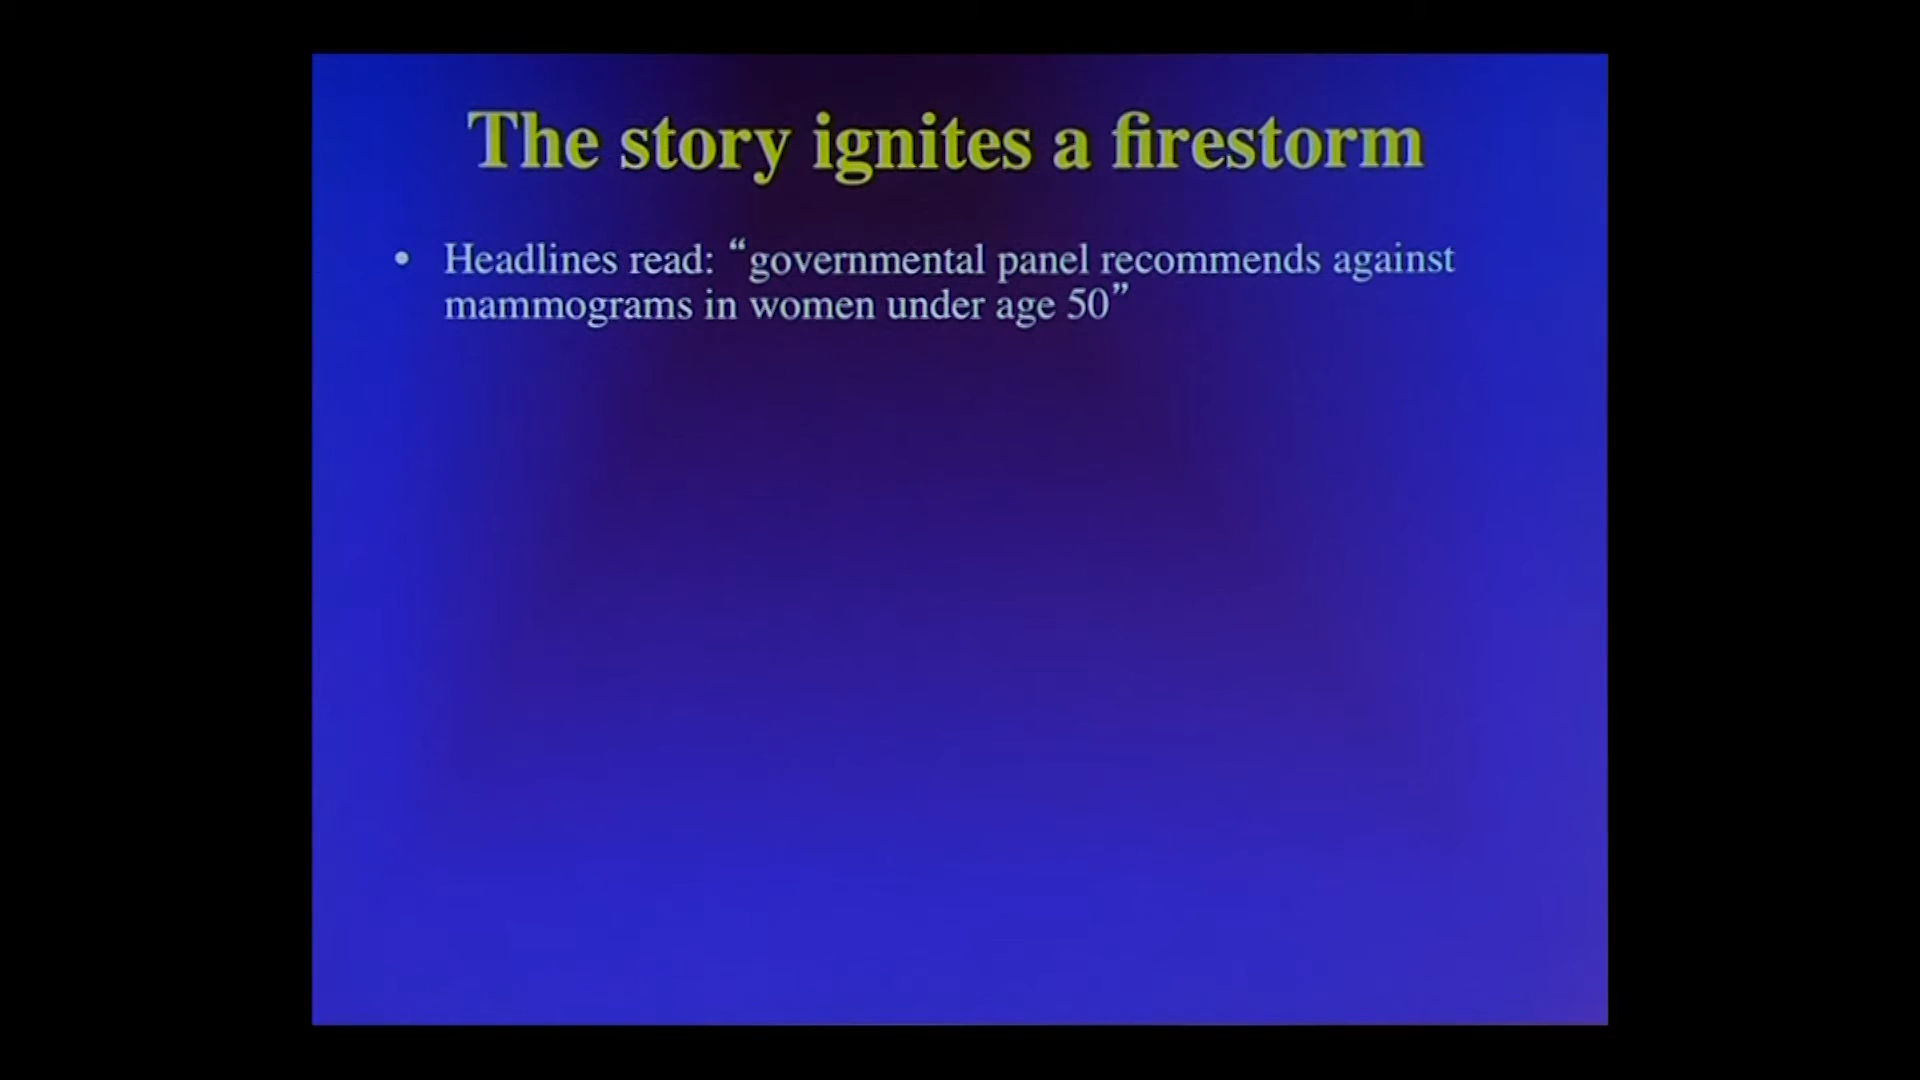 The story ignites a firestorm
• Headlines read: “governmental panel recommends against
mammograms in women under age 50”